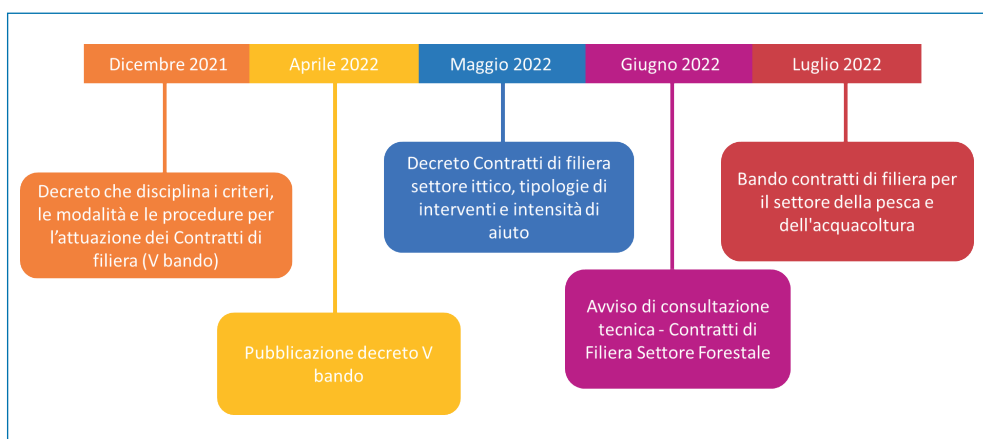 Dicembre 2021
Aprile 2022
Maggio 2022
Giugno 2022
Luglio 2022
Decreto che disciplina i criteri,
le modalità e le procedure per
l’attuazione dei Contratti di
filiera (V bando)
Pubblicazione decreto V
bando
Decreto Contratti di filiera
settore ittico, tipologie di
interventi e intensità di
aiuto
Avviso di consultazione
tecnica - Contratti di
Filiera Settore Forestale
Bando contratti di filiera per
il settore della pesca e
dell'acquacoltura